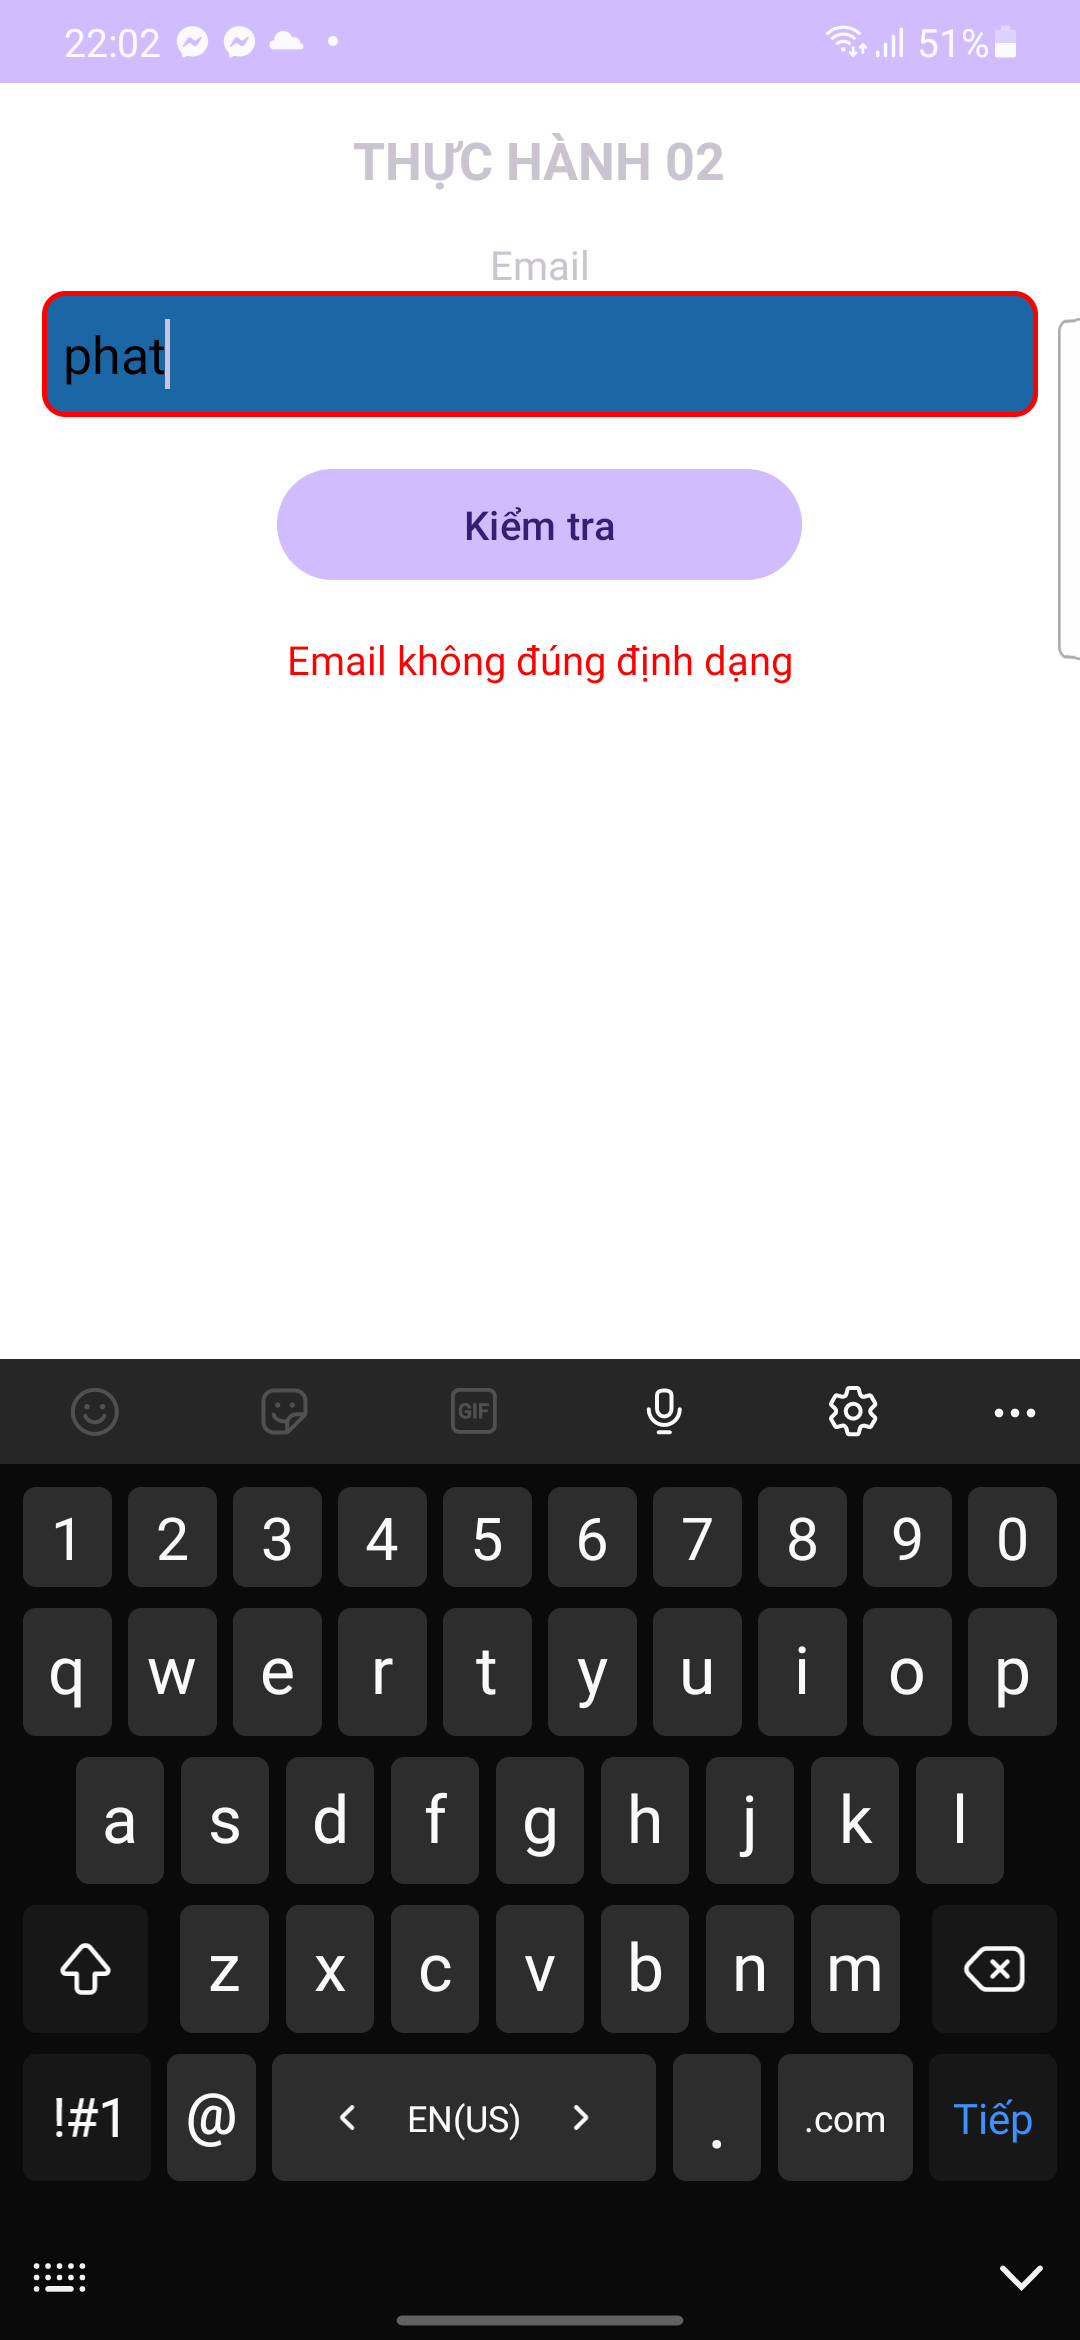 22:02 51%
THỰC HÀNH 02
Email
phat
Kiểm tra
Email không đúng định dạng
GIF
1 2 3 4 5 6 7 8 9 0
q w e r t y u i o p
a s d f g h j k l
z x c v b n m
!#1 @ EN(US) . .com Tiếp